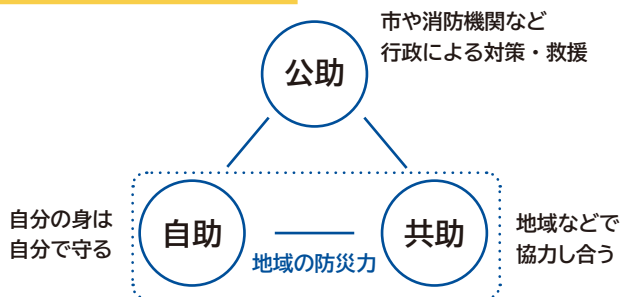 市や消防機関など
行政による対策・救援
公助
自分の身は
自分で守る
自助
地域の防災力
共助
地域などで
協力し合う